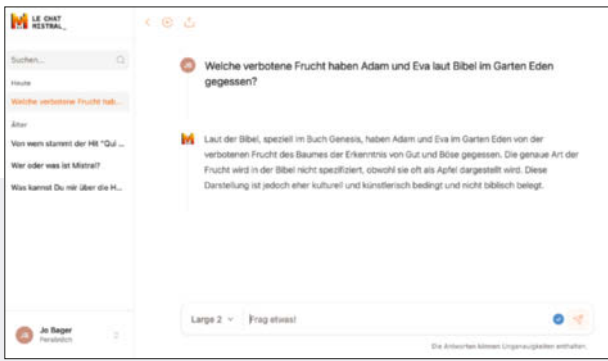 LE CHAT
MISTRAL_
Suchen...
Heute
Welche verbotene Frucht hab...
Älter
Von wem stammt der Hit "Qui ...
Wer oder was ist Mistral?
Was kannst Du mir über die H...
Je Bager
Persönlich
JB
Welche verbotene Frucht haben Adam und Eva laut Bibel im Garten Eden
gegessen?
Laut der Bibel, speziell im Buch Genesis, haben Adam und Eva im Garten Eden von der
verbotenen Frucht des Baumes der Erkenntnis von Gut und Böse gegessen. Die genaue Art der
Frucht wird in der Bibel nicht spezifiziert, obwohl sie oft als Apfel dargestellt wird. Diese
Darstellung ist jedoch eher kulturell und künstlerisch bedingt und nicht biblisch belegt.
Large 2
Frag etwas!
Die Antworten können Ungenauigkeiten enthalten.